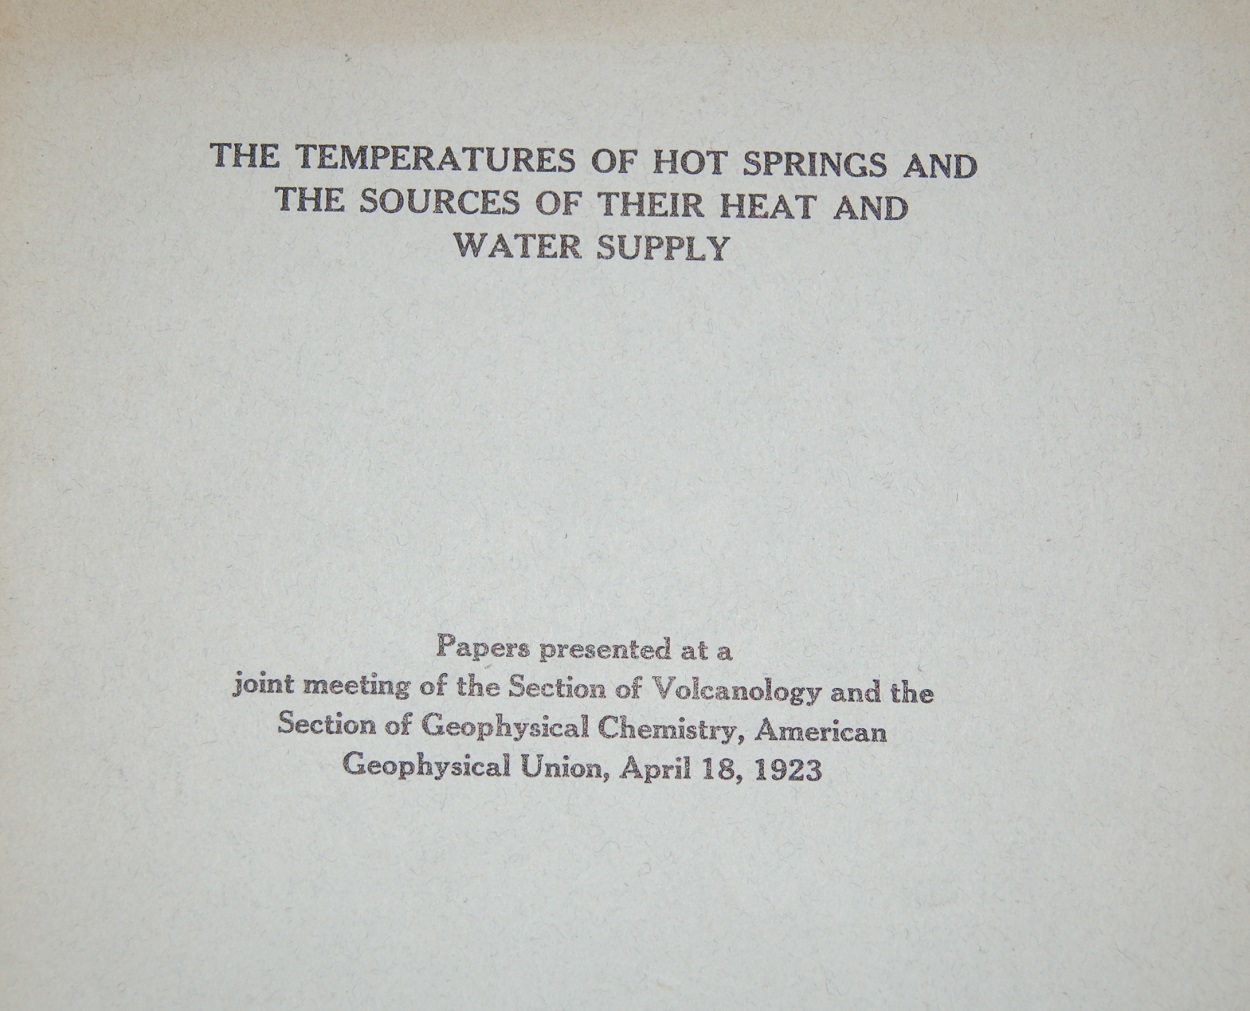 THE TEMPERATURES OF HOT SPRINGS AND
THE SOURCES OF THEIR HEAT AND
WATER SUPPLY
Papers presented at a
joint meeting of the Section of Volcanology and the
Section of Geophysical Chemistry, American
Geophysical Union, April 18, 1923